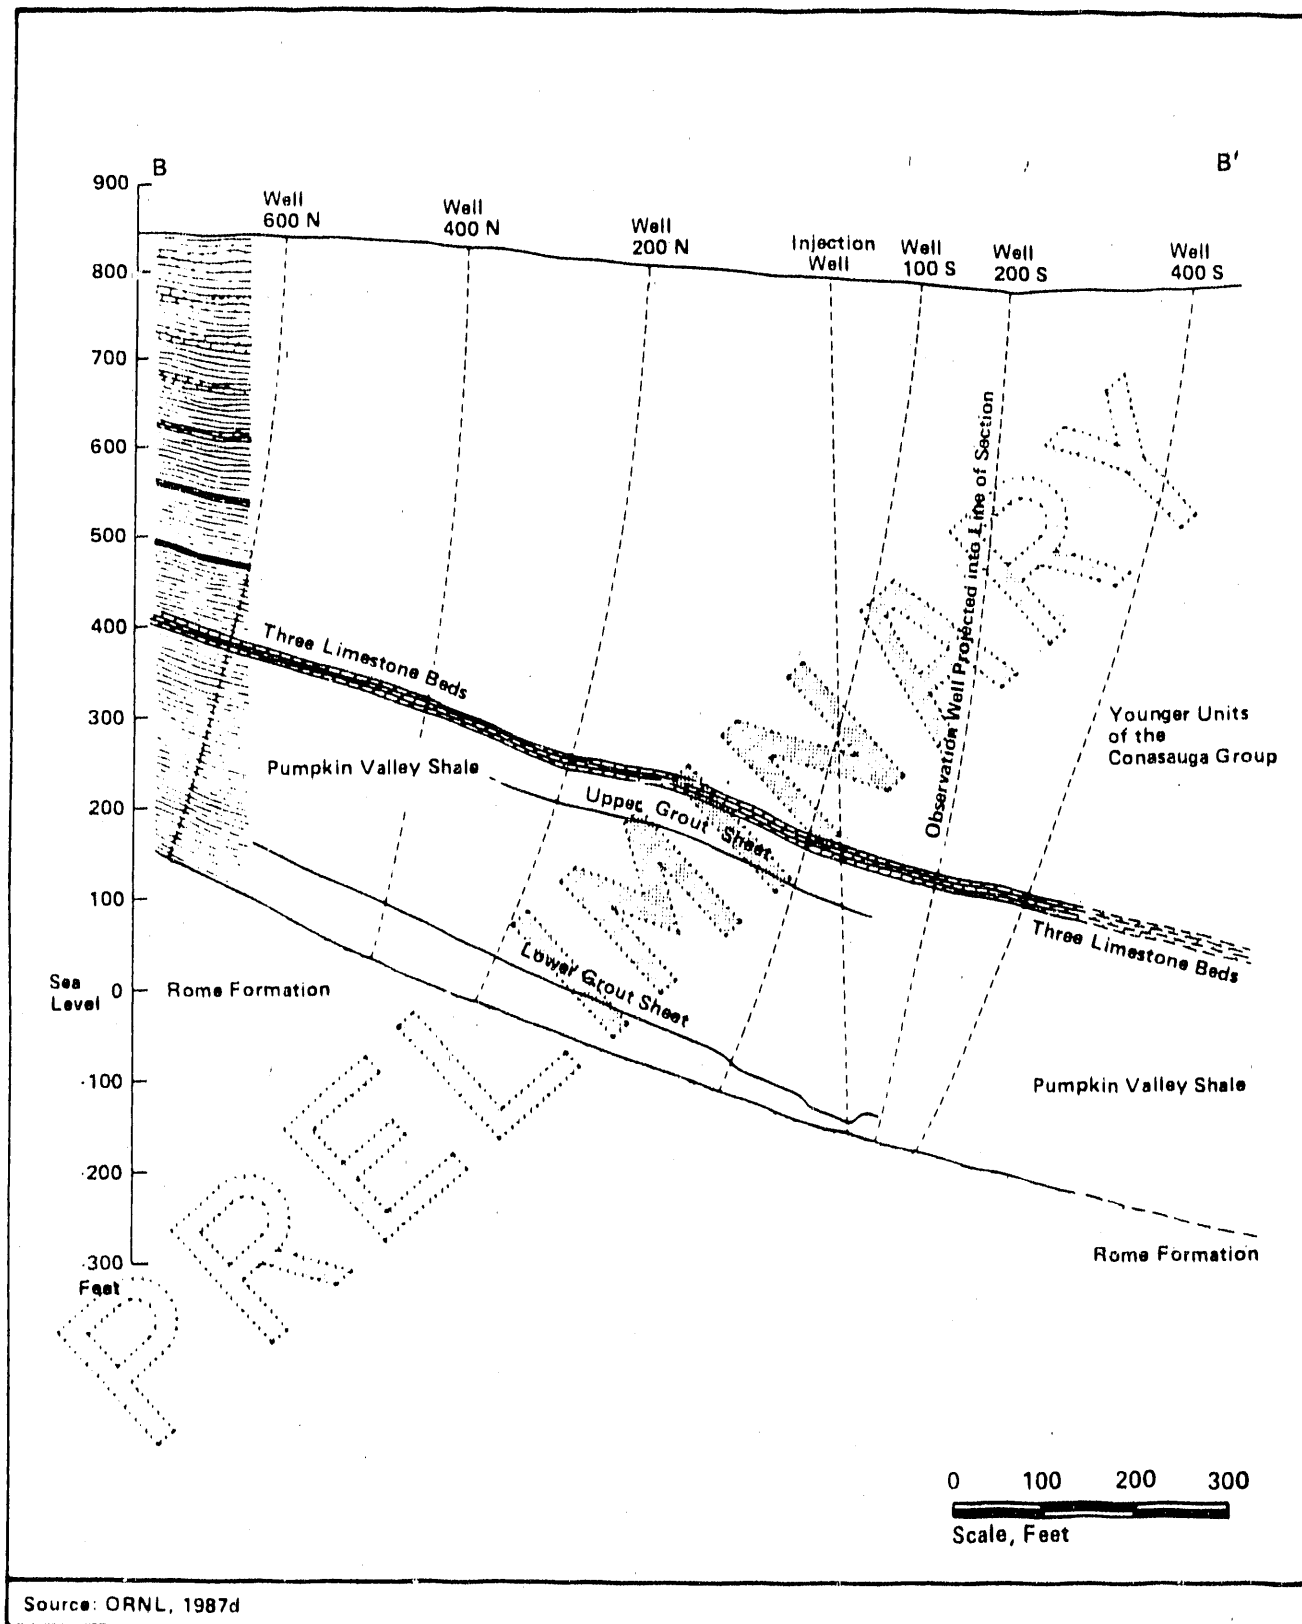 B
B'
900
800
700
600
500
400
300
200
100
Sea
Level
0
-100
-200
-300
Feet
Well
600 N
Well
400 N
Well
200 N
Injection
Well
Well
100 S
Well
200 S
Well
400 S
Observation Well Projected into Line of Section
Three Limestone Beds
Younger Units
of the
Conasauga Group
Pumpkin Valley Shale
Upper Grout Sheet
Three Limestone Beds
Lower Grout Sheet
Rome Formation
Pumpkin Valley Shale
Rome Formation
PRELIMINARY
0 100 200 300
Scale, Feet
Source: ORNL, 1987d